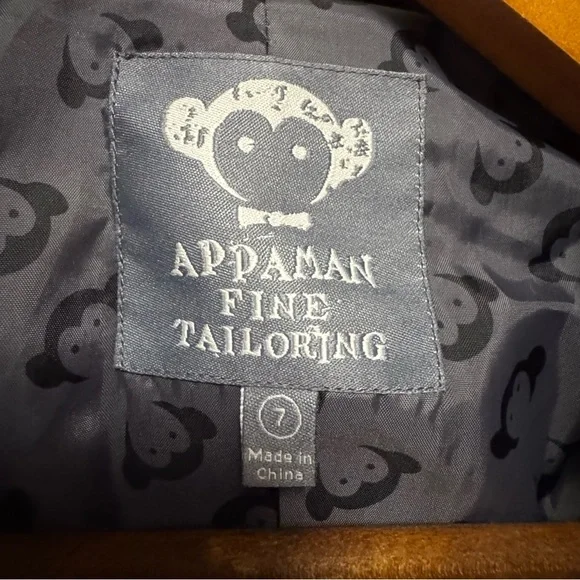 APPAMAN
FINE
TAILORING
7
Made in
China